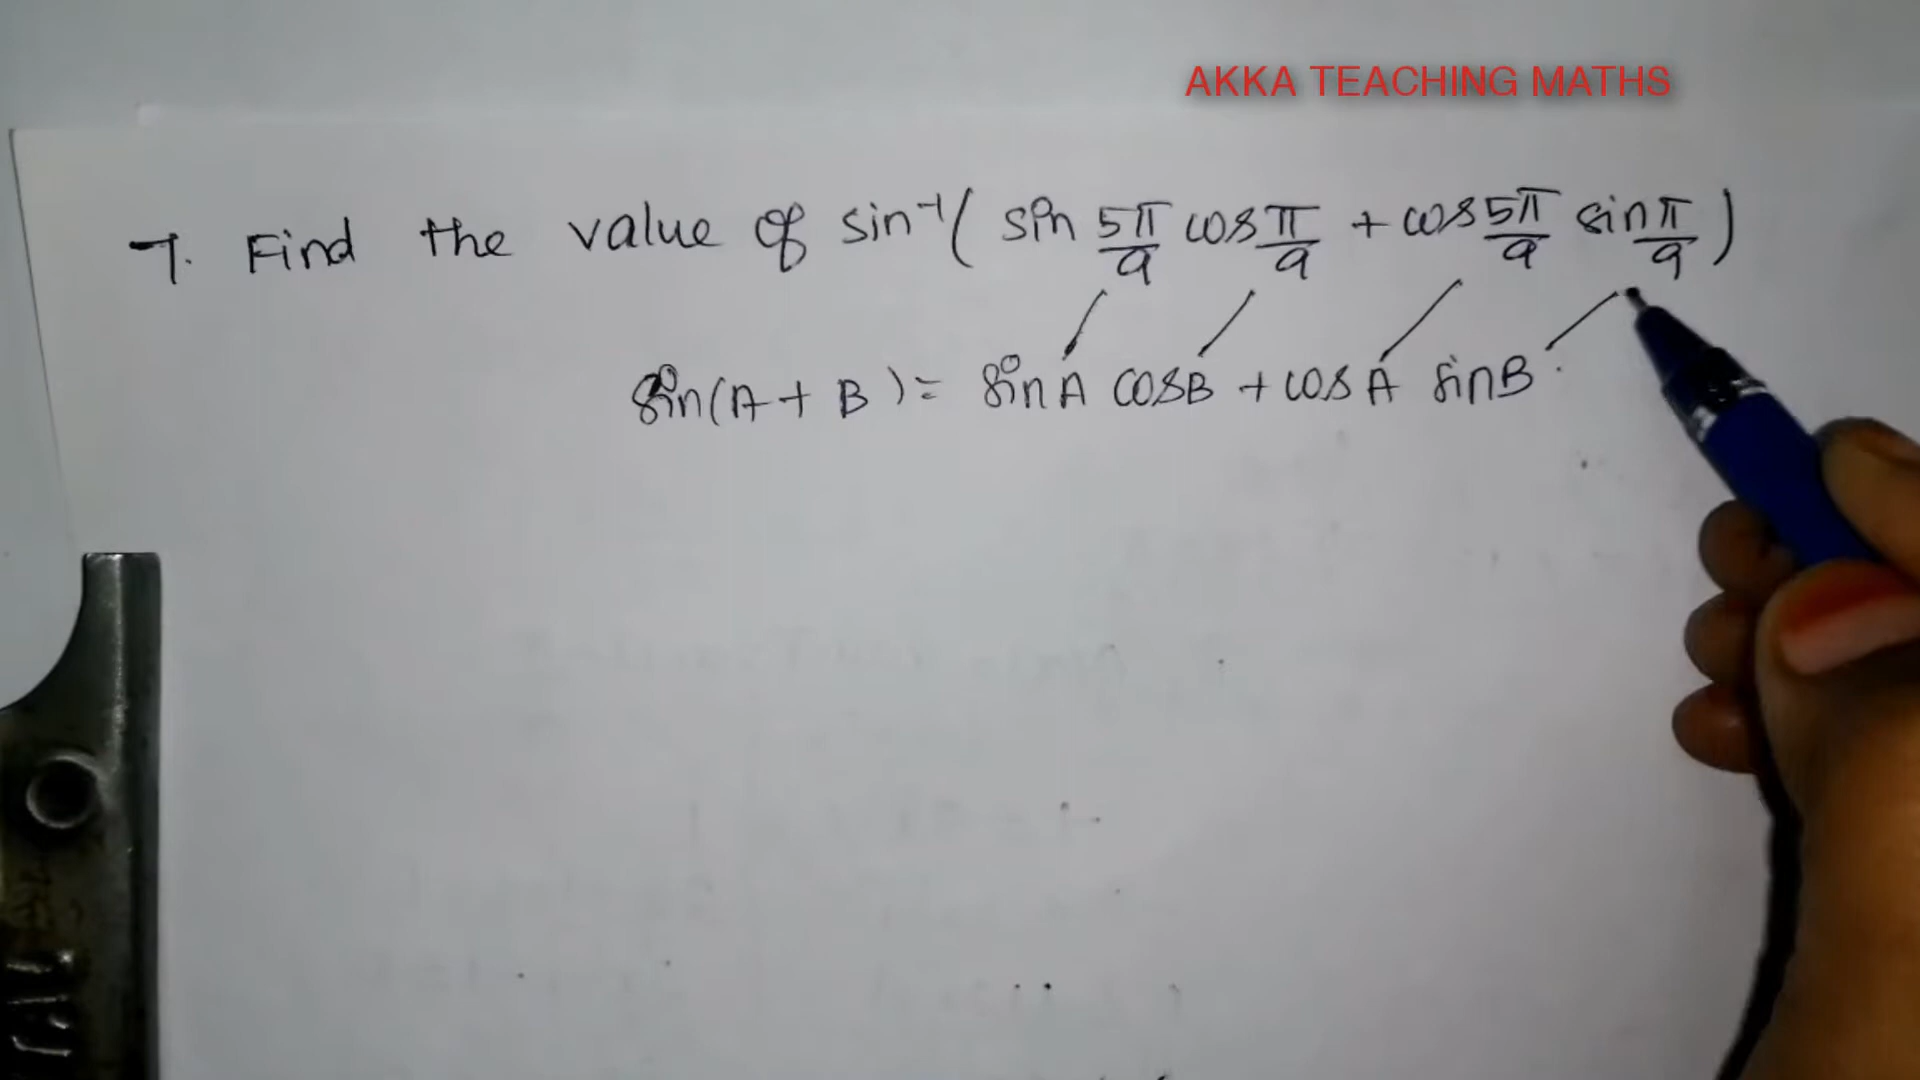 AKKA TEACHING MATHS
7. Find the value of sin⁻¹( sin 5π/9 cos π/9 + cos 5π/9 sin π/9 )
sin(A + B) = sin A cos B + cos A sin B.